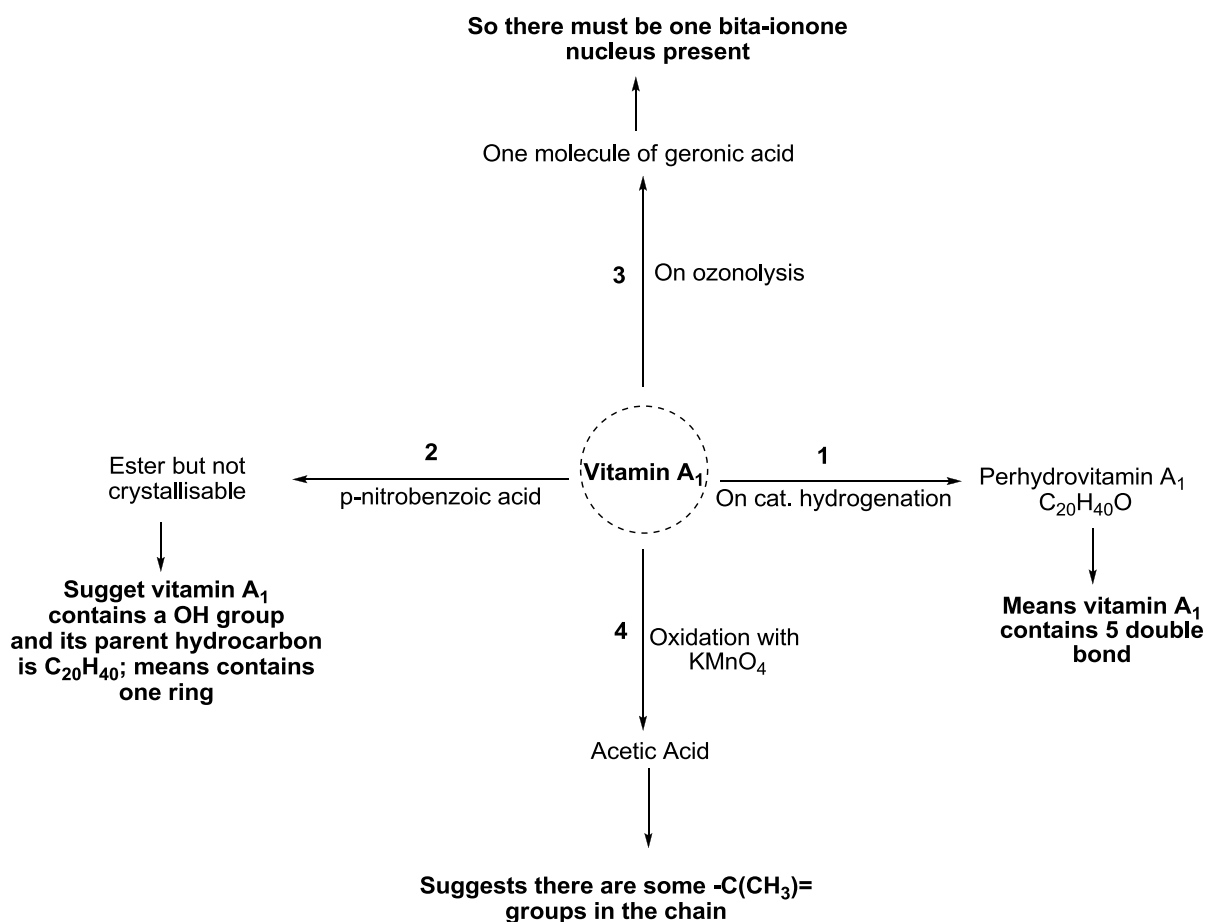 So there must be one bita-ionone
nucleus present
One molecule of geronic acid
3
On ozonolysis
Ester but not
crystallisable
2
p-nitrobenzoic acid
Vitamin A₁
1
On cat. hydrogenation
Perhydrovitamin A₁
C₂₀H₄₀O
Sugget vitamin A₁
contains a OH group
and its parent hydrocarbon
is C₂₀H₄₀; means contains
one ring
4
Oxidation with
KMnO₄
Means vitamin A₁
contains 5 double
bond
Acetic Acid
Suggests there are some -C(CH₃)=
groups in the chain